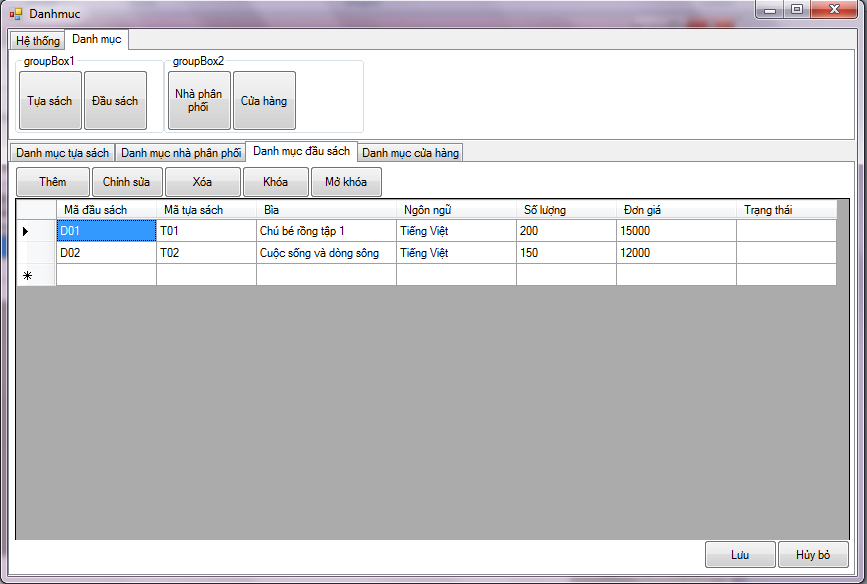 Danhmuc
Hệ thống Danh mục
groupBox1 groupBox2
Tựa sách Đầu sách Nhà phân phối Cửa hàng
Danh mục tựa sách Danh mục nhà phân phối Danh mục đầu sách Danh mục cửa hàng
Thêm Chỉnh sửa Xóa Khóa Mở khóa
Mã đầu sách Mã tựa sách Bìa Ngôn ngữ Số lượng Đơn giá Trạng thái
D01 T01 Chú bé rồng tập 1 Tiếng Việt 200 15000
D02 T02 Cuộc sống và dòng sông Tiếng Việt 150 12000
Lưu Hủy bỏ